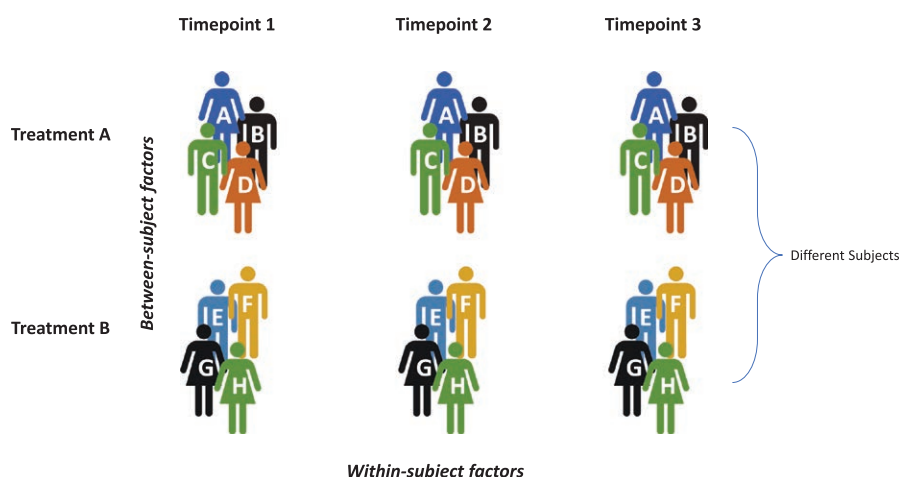 Timepoint 1
Timepoint 2
Timepoint 3
Treatment A
Between-subject factors
A
B
C
D
A
B
C
D
A
B
C
D
Different Subjects
Treatment B
E
F
G
H
E
F
G
H
E
F
G
H
Within-subject factors